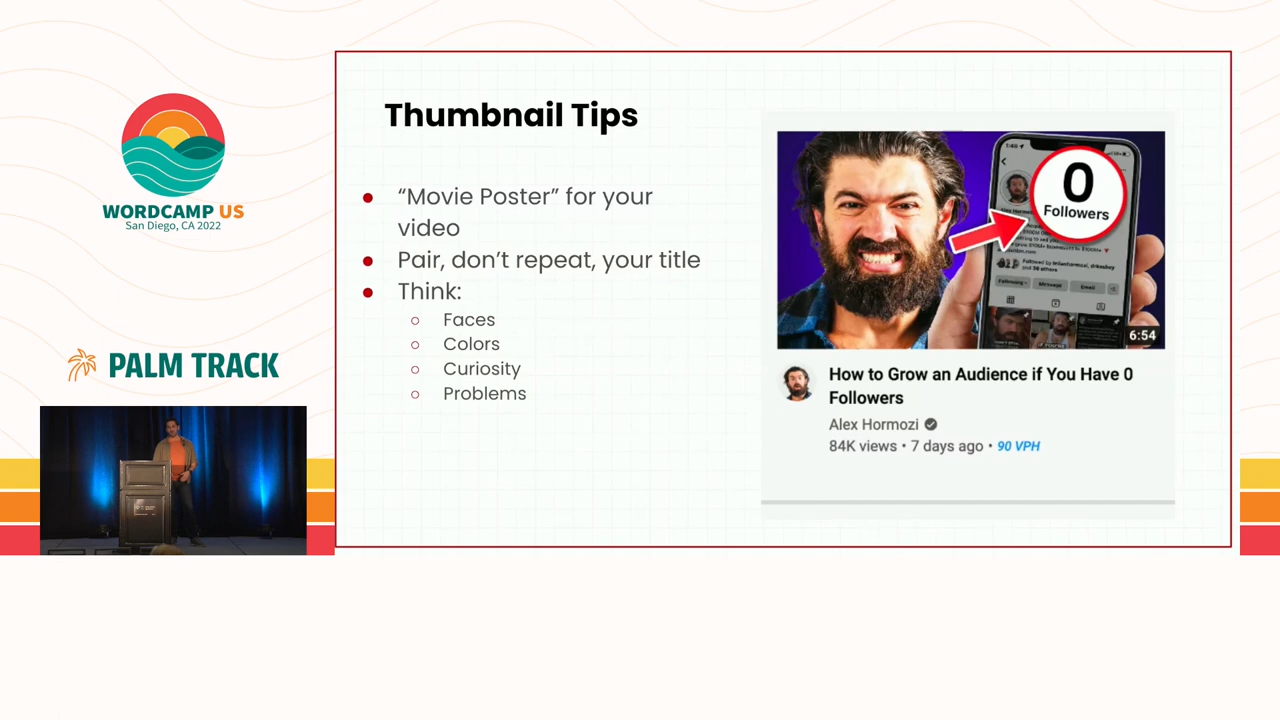 WORDCAMP US
San Diego, CA 2022
PALM TRACK
Thumbnail Tips
“Movie Poster” for your
video
Pair, don’t repeat, your title
Think:
Faces
Colors
Curiosity
Problems
0
Followers
Message
Email
6:54
How to Grow an Audience if You Have 0
Followers
Alex Hormozi
84K views • 7 days ago • 90 VPH